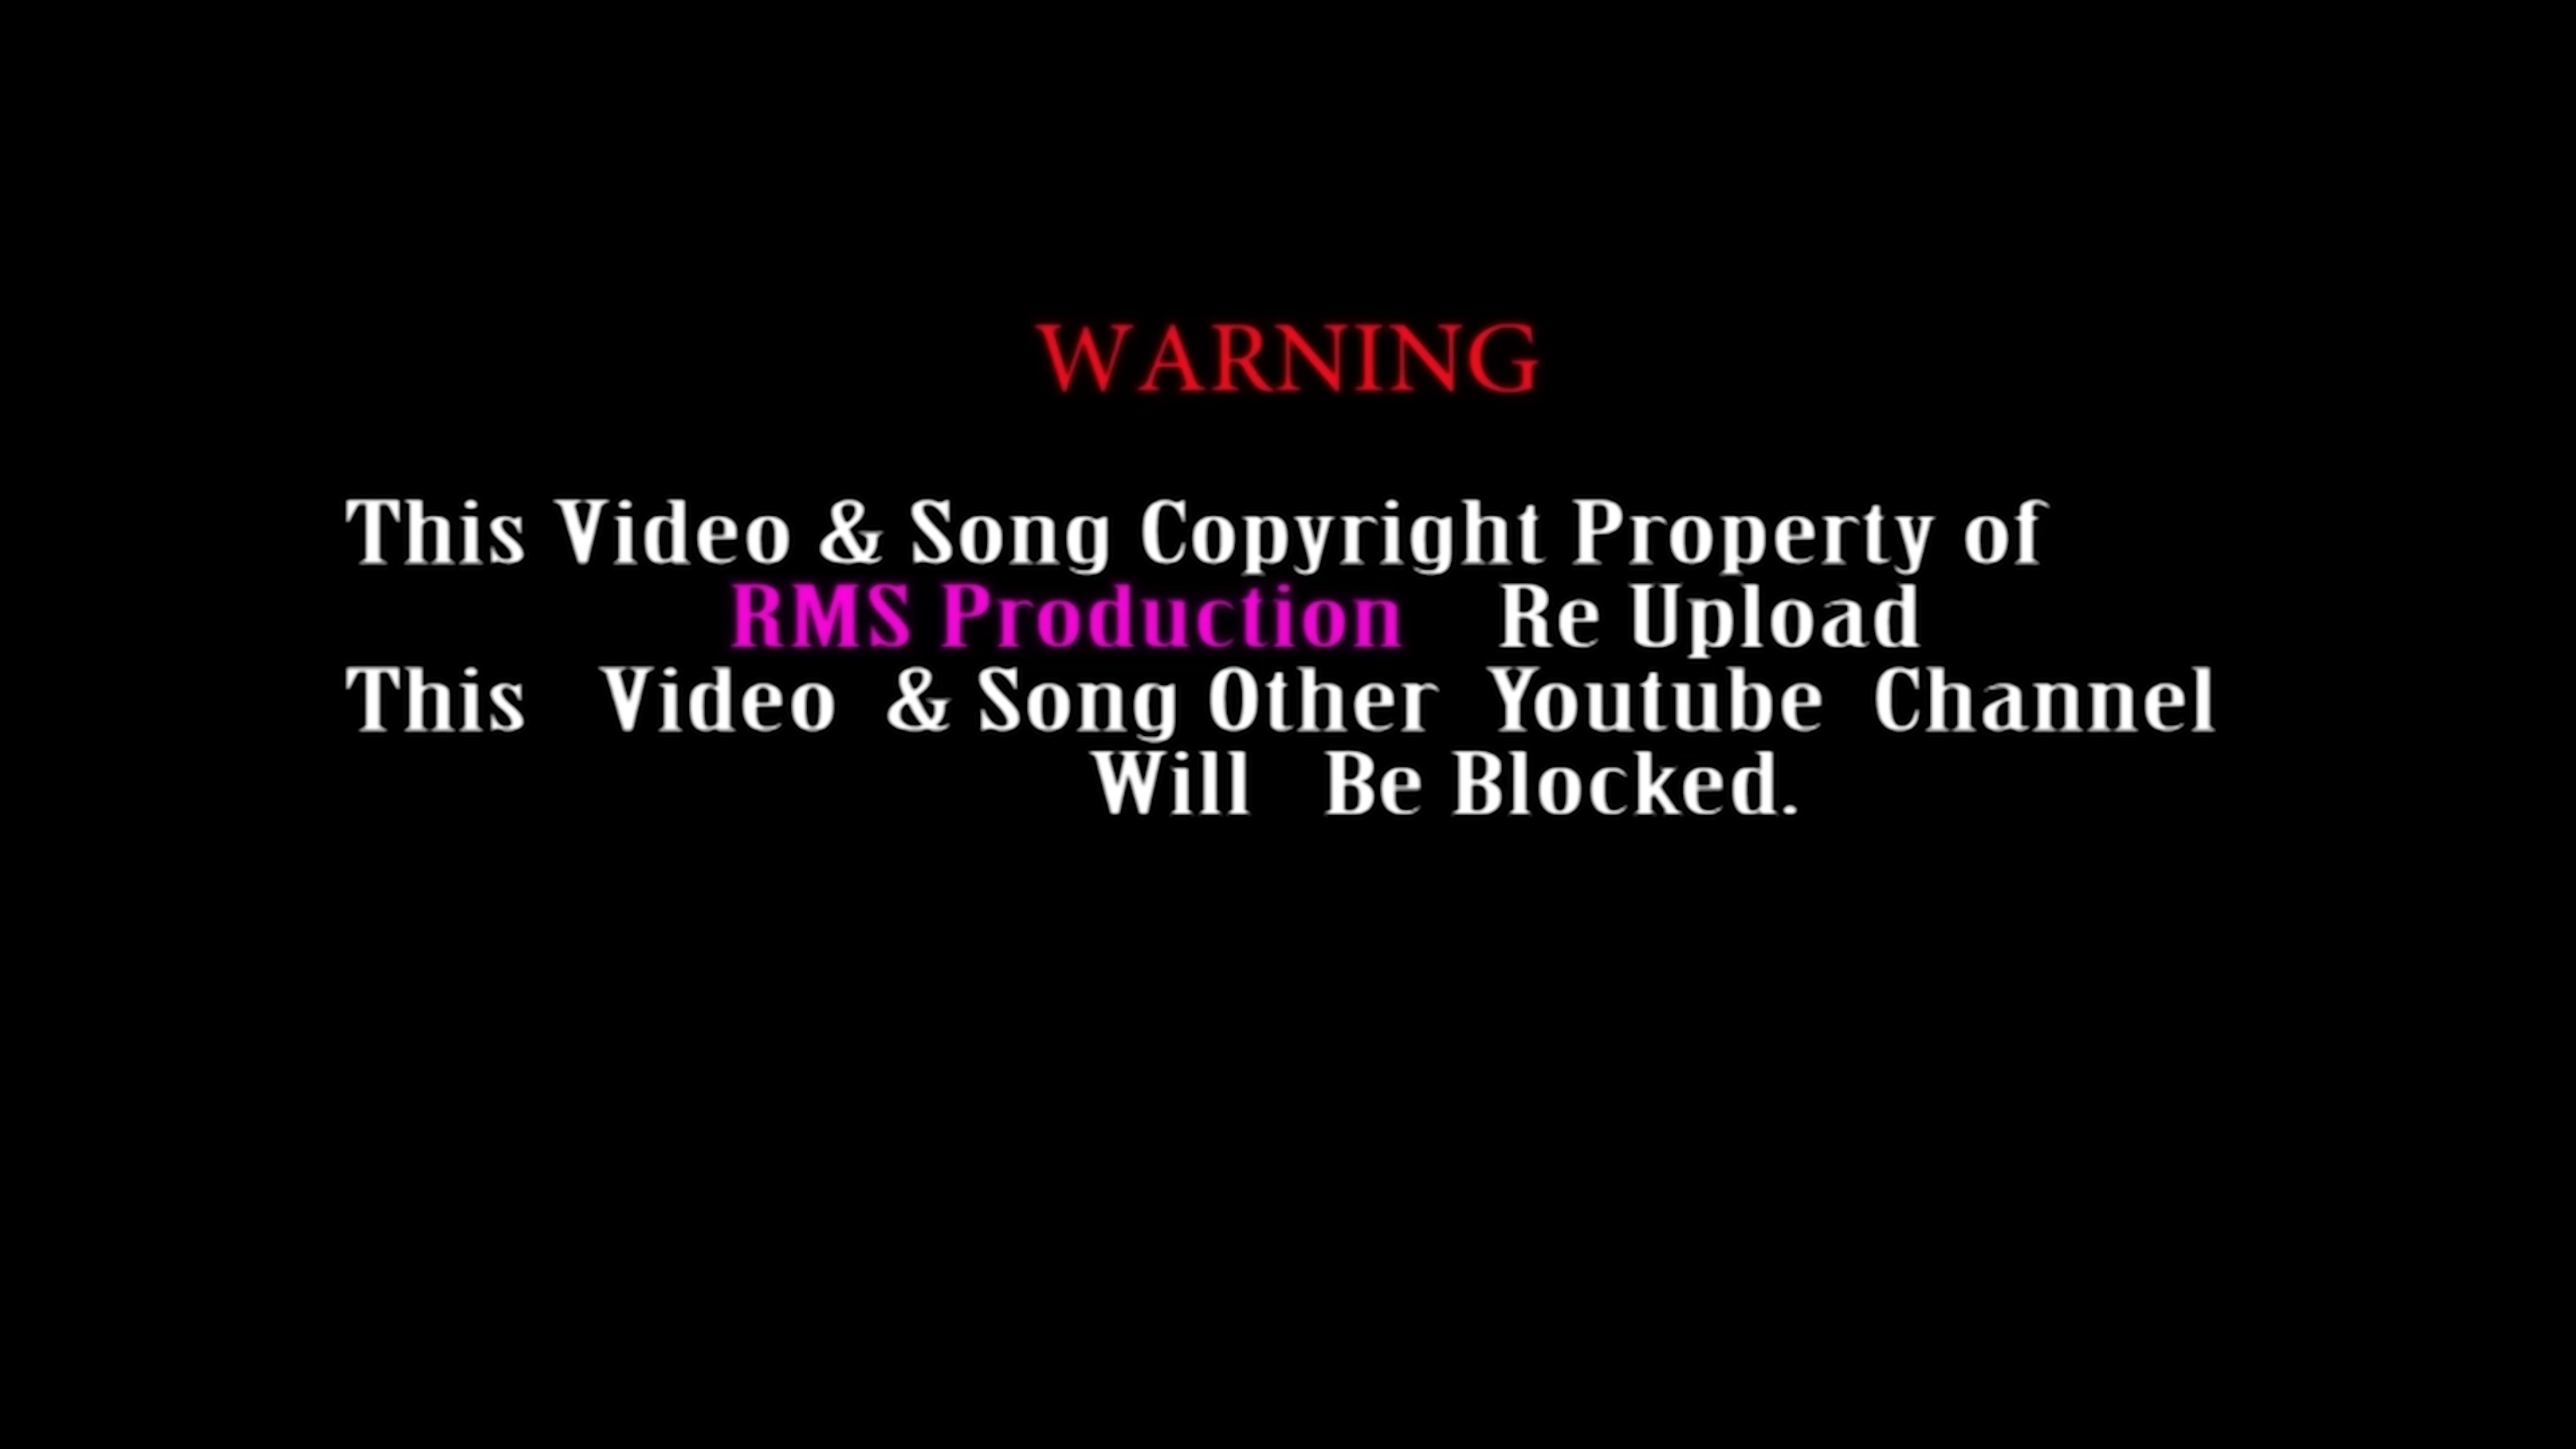 WARNING
This Video & Song Copyright Property of
RMS Production Re Upload
This Video & Song Other Youtube Channel
Will Be Blocked.